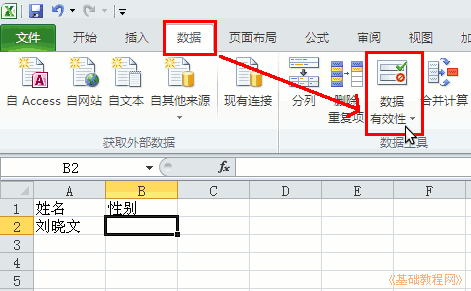 文件 开始 插入 数据 页面布局 公式 审阅 视图 加
自 Access 自网站 自文本 自其他来源 现有连接 分列 删除 数据 合并计算
重复项 有效性
获取外部数据 数据工具
B2 fx
A B C D E F
1 姓名 性别
2 刘晓文
3
4
5
《基础教程网》